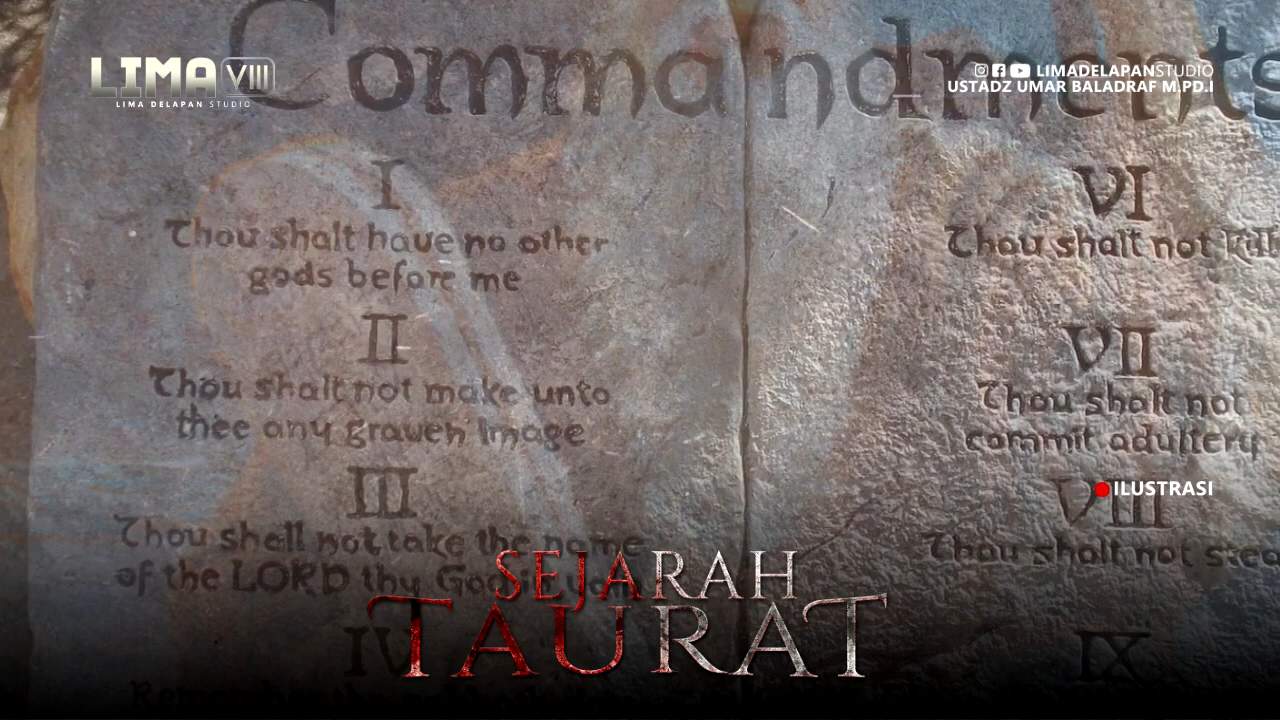 Commandments
LIMA VIII
LIMA DELAPAN STUDIO
LIMADELAPANSTUDIO
USTADZ UMAR BALADRAF M.PD.I
I
Thou shalt have no other
gods before me
II
Thou shalt not make unto
thee any graven Image
III
Thou shall not take the name
of the LORD thy God in
IV
VI
Thou shalt not kill
VII
Thou shalt not
commit adultery
VIII
Thou shalt not
IX
ILUSTRASI
SEJARAH
TAURAT